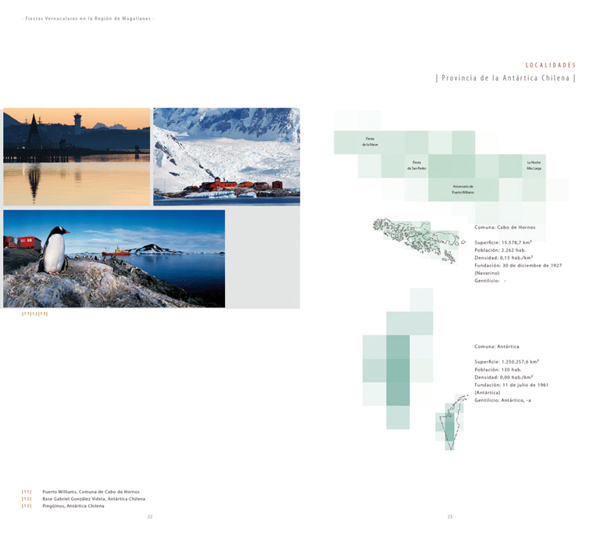 - Fiestas Vernaculares en la Región de Magallanes -
LOCALIDADES
| Provincia de la Antártica Chilena |
Fiesta
de la Nieve
Fiesta
de San Pedro
La Noche
Más Larga
Aniversario de
Puerto Williams
Comuna: Cabo de Hornos
Superficie: 15.578,7 km²
Población: 2.262 hab.
Densidad: 0,15 hab./km²
Fundación: 30 de diciembre de 1927
(Navarino)
Gentilicio: -
|11|12|13|
Comuna: Antártica
Superficie: 1.250.257,6 km²
Población: 130 hab.
Densidad: 0,00 hab./km²
Fundación: 11 de julio de 1961
(Antártica)
Gentilicio: Antártico, -a
|11| Puerto Williams, Comuna de Cabo de Hornos
|12| Base Gabriel González Videla, Antártica Chilena
|13| Pingüinos, Antártica Chilena
22
23